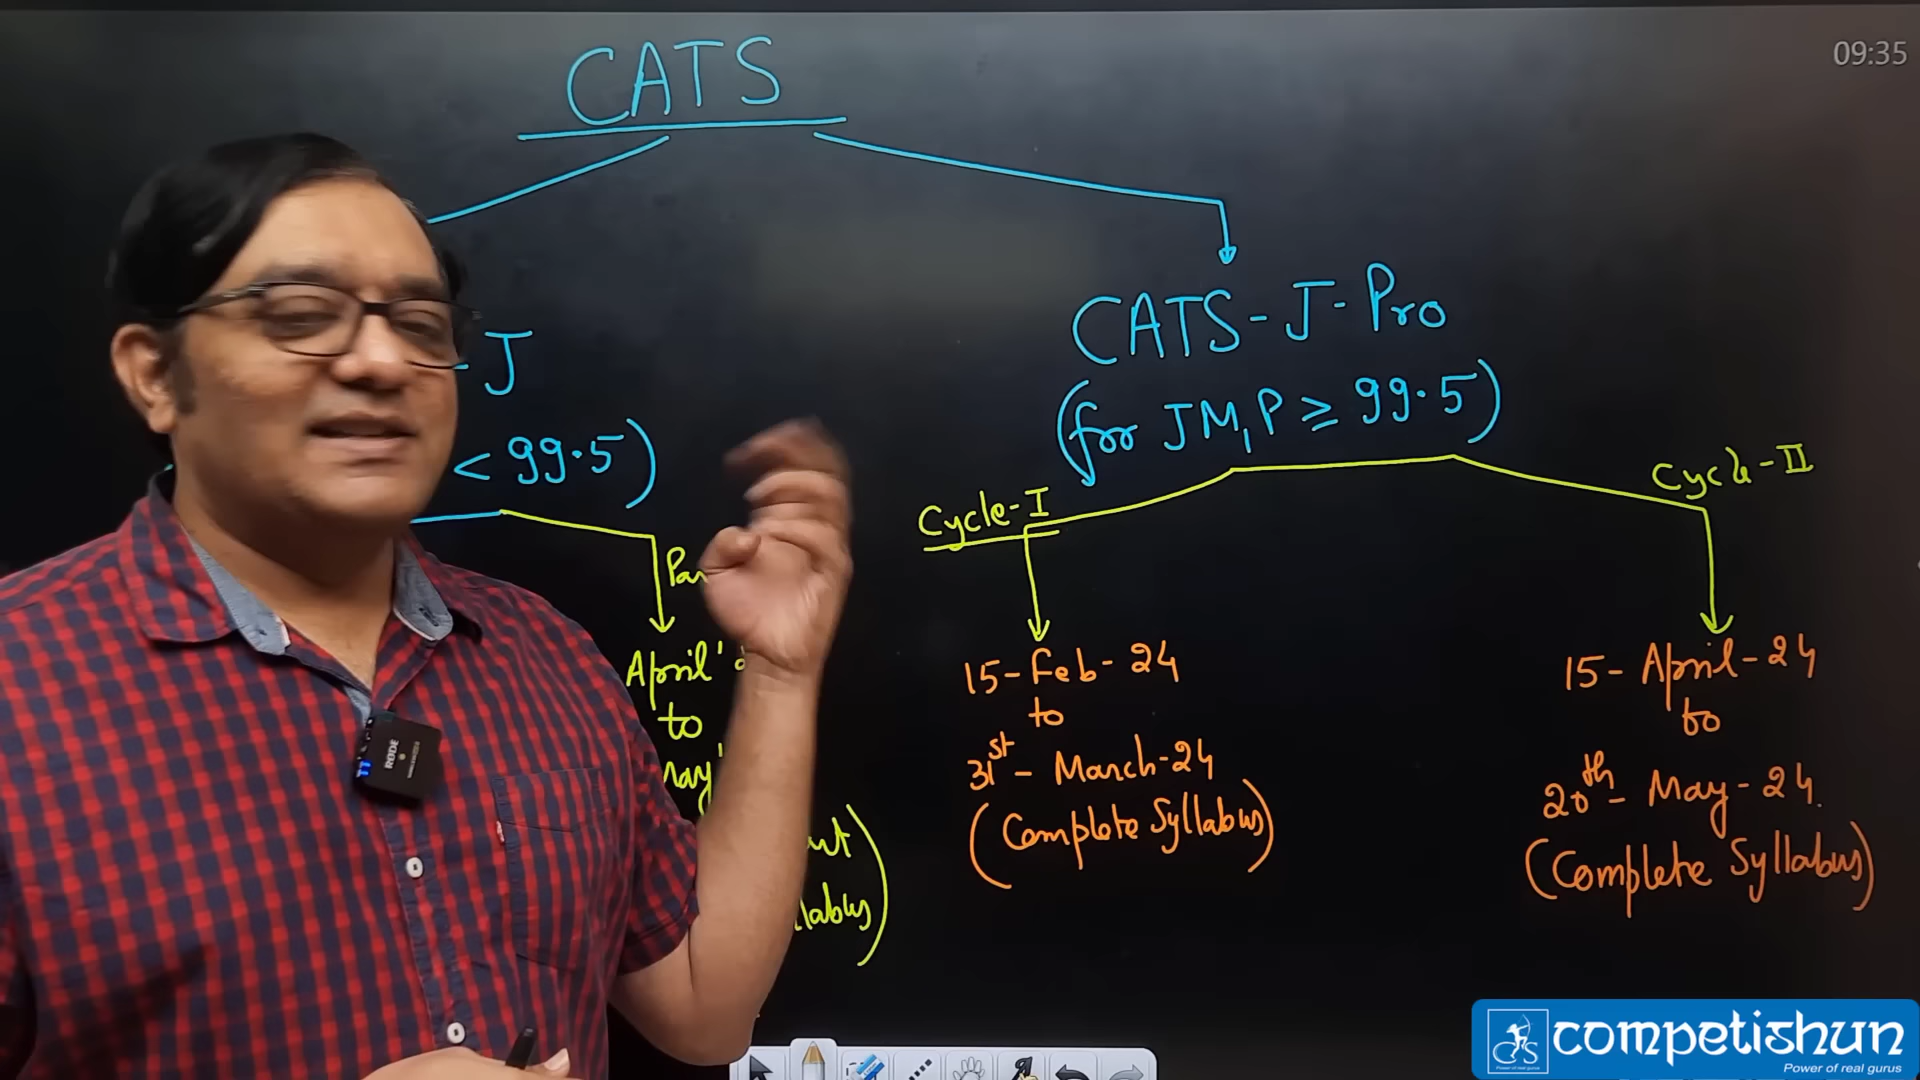 CATS
09:35
- J
< 99.5)
April'
to
CATS-J-Pro
(for JM, P ≥ 99.5)
Cycle-I
15-Feb-24
to
31st - March-24
(Complete Syllabus)
Cycle-II
15-April-24
to
20th - May-24.
(Complete Syllabus)
RODE
competishun
Power of real gurus